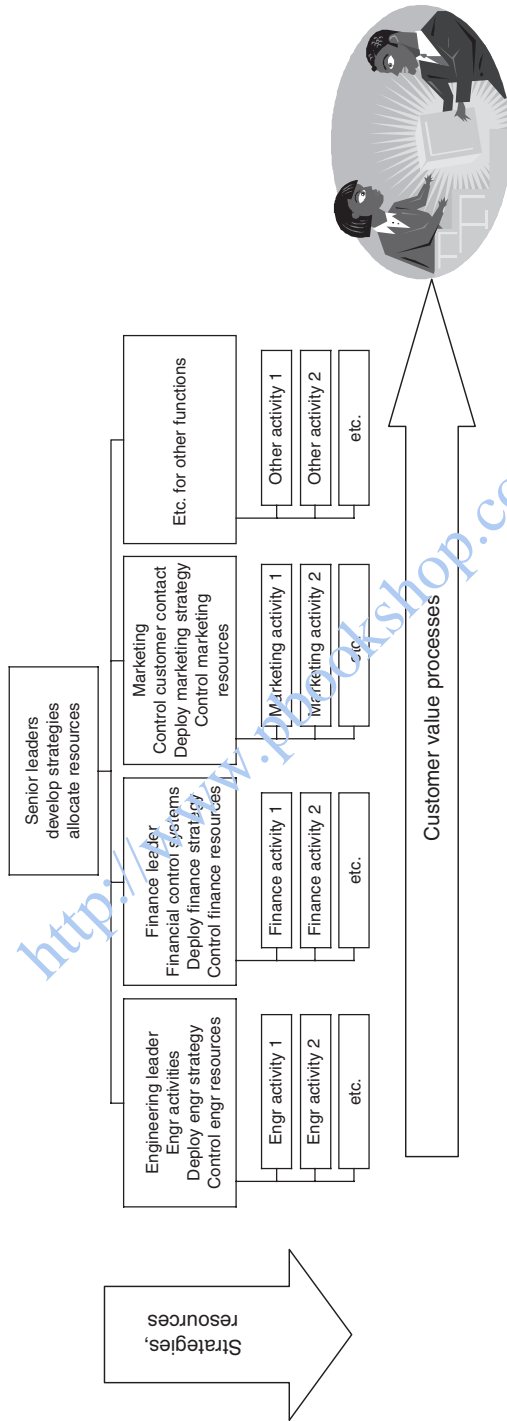 Senior leaders
develop strategies
allocate resources
Engineering leader
Engr activities
Deploy engr strategy
Control engr resources
Engr activity 1
Engr activity 2
etc.
Finance leader
Financial control systems
Deploy finance strategy
Control finance resources
Finance activity 1
Finance activity 2
etc.
Marketing
Control customer contact
Deploy marketing strategy
Control marketing
resources
Marketing activity 1
Marketing activity 2
etc.
Etc. for other functions
Other activity 1
Other activity 2
etc.
Strategies,
resources
Customer value processes
http://www.pbookshop.co